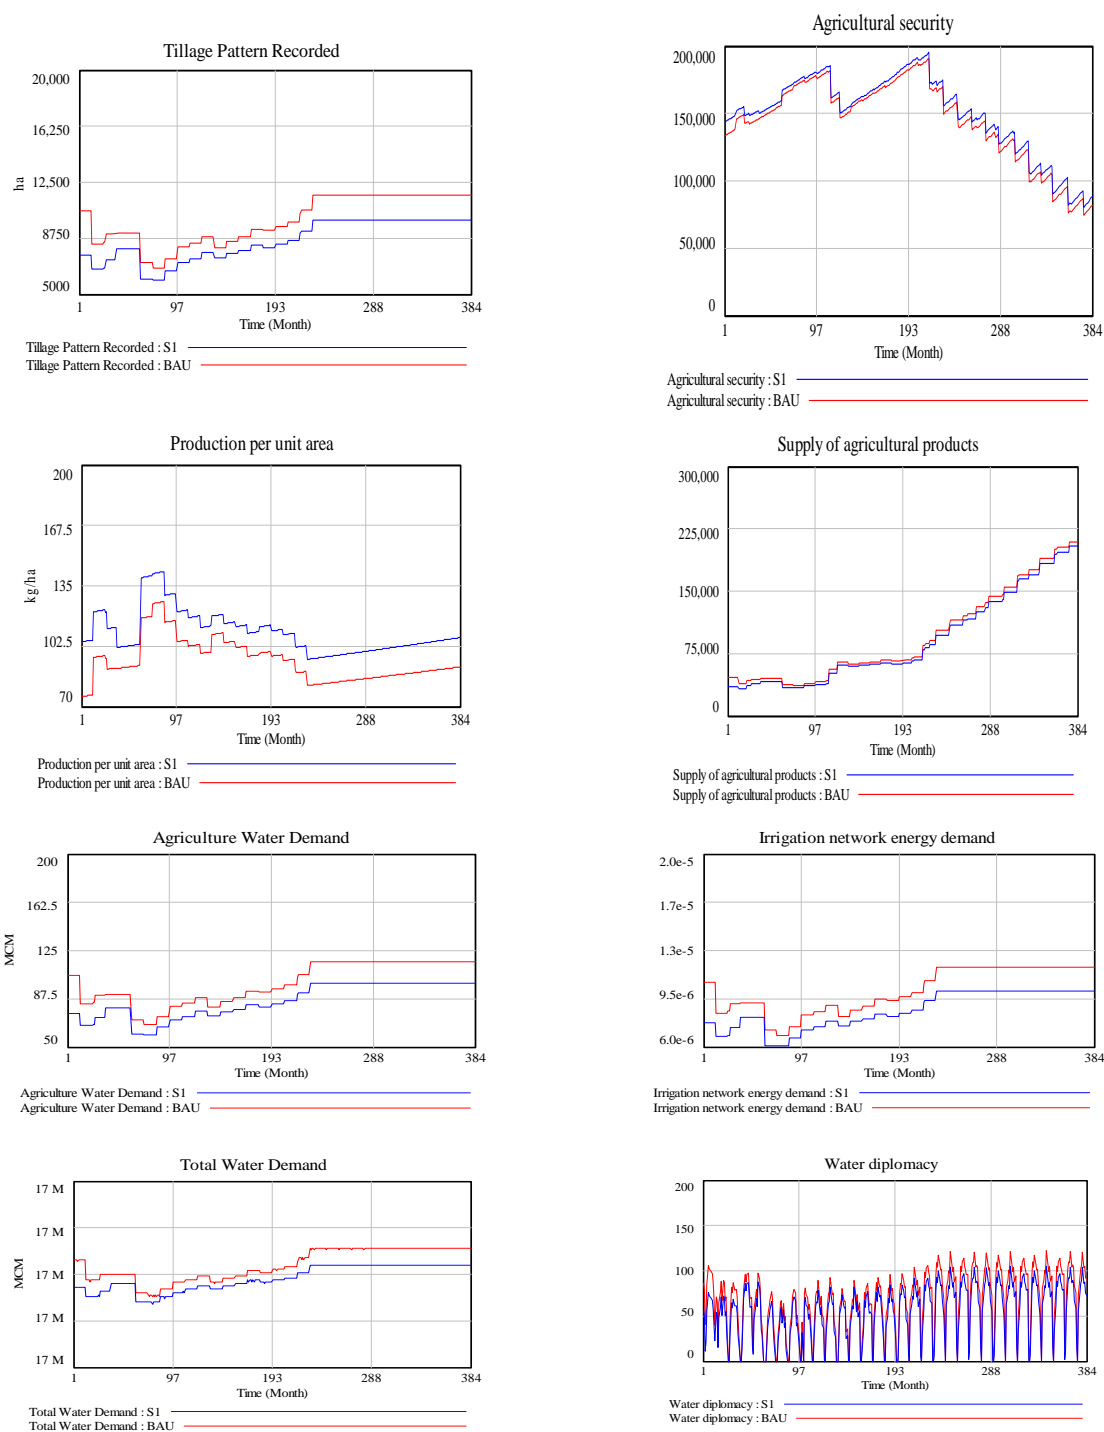 Tillage Pattern Recorded
20,000
16,250
12,500
8750
5000
ha
1 97 193 288 384
Time (Month)
Tillage Pattern Recorded : S1
Tillage Pattern Recorded : BAU
Agricultural security
200,000
150,000
100,000
50,000
0
1 97 193 288 384
Time (Month)
Agricultural security : S1
Agricultural security : BAU
Production per unit area
200
167.5
135
102.5
70
kg/ha
1 97 193 288 384
Time (Month)
Production per unit area : S1
Production per unit area : BAU
Supply of agricultural products
300,000
225,000
150,000
75,000
0
1 97 193 288 384
Time (Month)
Supply of agricultural products : S1
Supply of agricultural products : BAU
Agriculture Water Demand
200
162.5
125
87.5
50
MCM
1 97 193 288 384
Time (Month)
Agriculture Water Demand : S1
Agriculture Water Demand : BAU
Irrigation network energy demand
2.0e-5
1.7e-5
1.3e-5
9.5e-6
6.0e-6
1 97 193 288 384
Time (Month)
Irrigation network energy demand : S1
Irrigation network energy demand : BAU
Total Water Demand
17 M
17 M
17 M
17 M
17 M
MCM
1 97 193 288 384
Time (Month)
Total Water Demand : S1
Total Water Demand : BAU
Water diplomacy
200
150
100
50
0
1 97 193 288 384
Time (Month)
Water diplomacy : S1
Water diplomacy : BAU